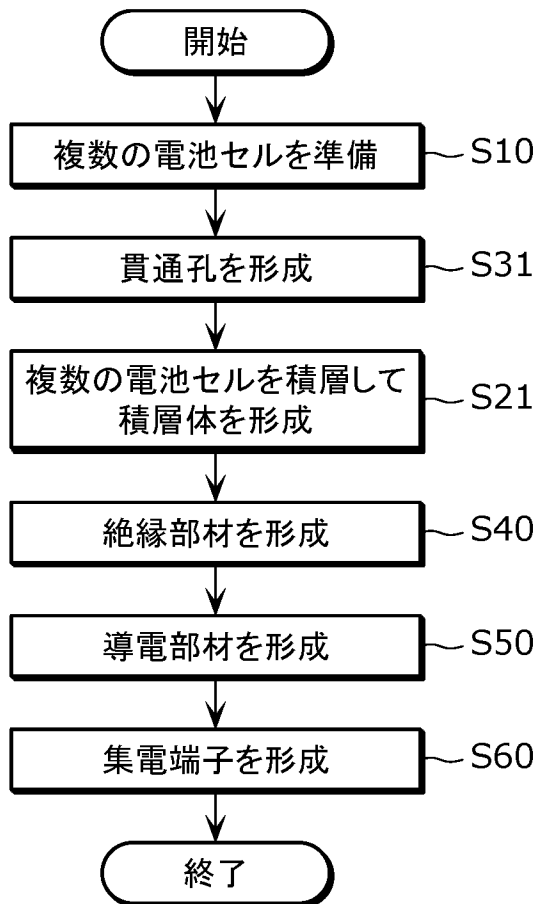 開始
複数の電池セルを準備
S10
貫通孔を形成
S31
複数の電池セルを積層して
積層体を形成
S21
絶縁部材を形成
S40
導電部材を形成
S50
集電端子を形成
S60
終了